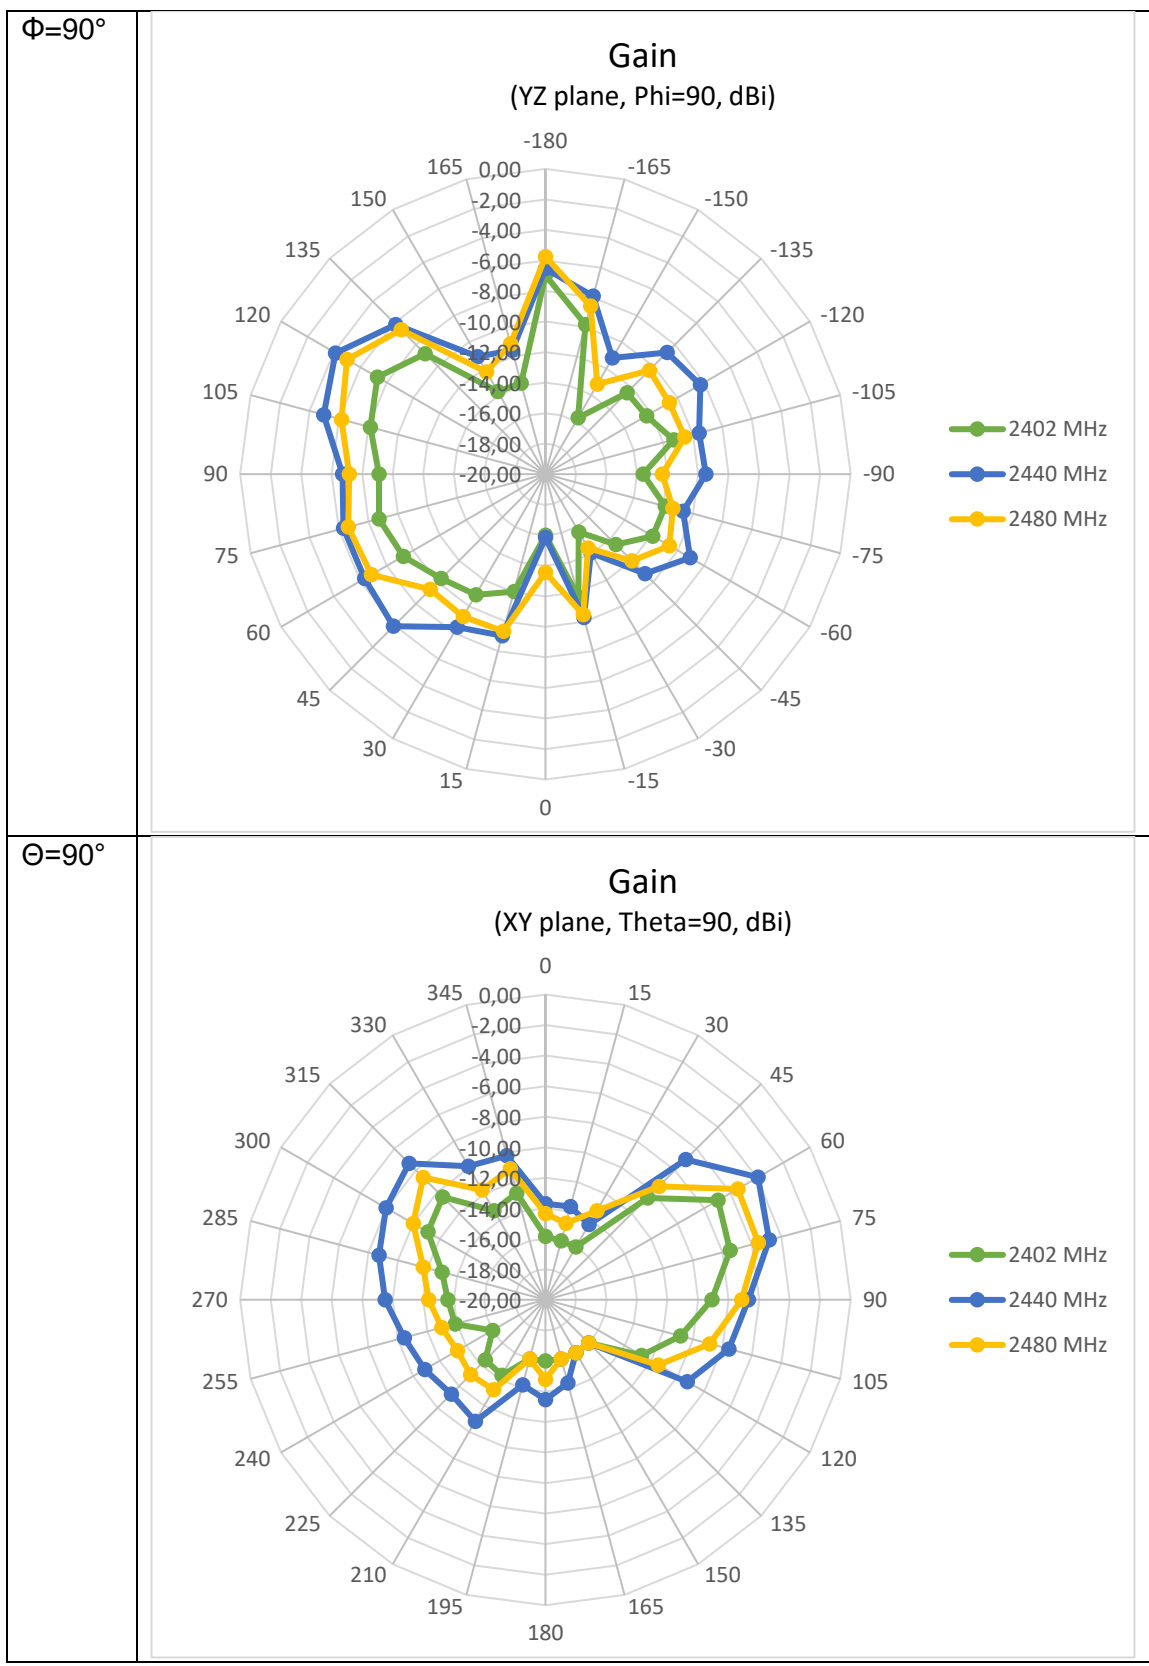 Φ=90°
Gain
(YZ plane, Phi=90, dBi)
-180
165 0,00 -165
-2,00
150 -150
-4,00
135 -135
-6,00
-8,00
120 -120
-10,00
-12,00
105 -105
-14,00
-16,00
-18,00
90 -20,00 -90
75 -75
60 -60
45 -45
30 -30
15 -15
0
2402 MHz
2440 MHz
2480 MHz
Θ=90°
Gain
(XY plane, Theta=90, dBi)
0
345 0,00 15
-2,00
330 30
-4,00
315 45
-6,00
-8,00
300 60
-10,00
-12,00
285 75
-14,00
-16,00
-18,00
270 -20,00 90
255 105
240 120
225 135
210 150
195 165
180
2402 MHz
2440 MHz
2480 MHz